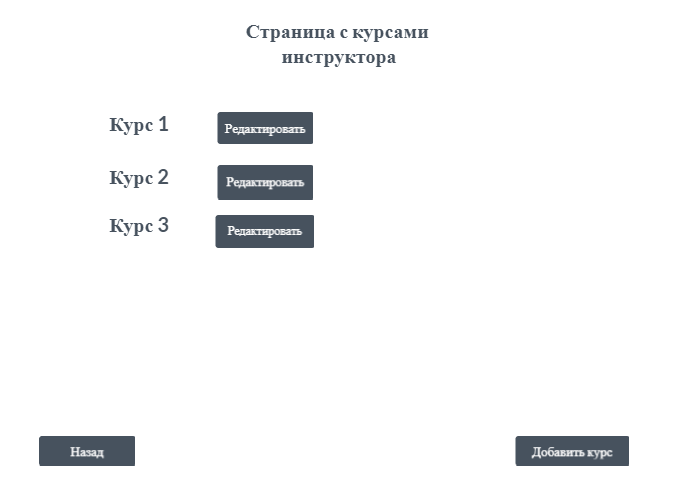 Страница с курсами
инструктора
Курс 1
Редактировать
Курс 2
Редактировать
Курс 3
Редактировать
Назад
Добавить курс